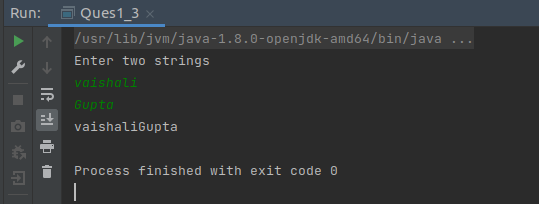 Run: Ques1_3
/usr/lib/jvm/java-1.8.0-openjdk-amd64/bin/java ...
Enter two strings
vaishali
Gupta
vaishaliGupta
Process finished with exit code 0